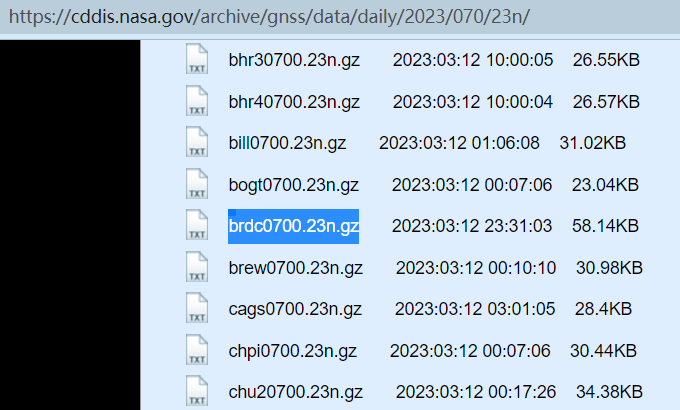 https://cddis.nasa.gov/archive/gnss/data/daily/2023/070/23n/
TXT bhr30700.23n.gz 2023:03:12 10:00:05 26.55KB
TXT bhr40700.23n.gz 2023:03:12 10:00:04 26.57KB
TXT bill0700.23n.gz 2023:03:12 01:06:08 31.02KB
TXT bogt0700.23n.gz 2023:03:12 00:07:06 23.04KB
TXT brdc0700.23n.gz 2023:03:12 23:31:03 58.14KB
TXT brew0700.23n.gz 2023:03:12 00:10:10 30.98KB
TXT cags0700.23n.gz 2023:03:12 03:01:05 28.4KB
TXT chpi0700.23n.gz 2023:03:12 00:07:06 30.44KB
TXT chu20700.23n.gz 2023:03:12 00:17:26 34.38KB